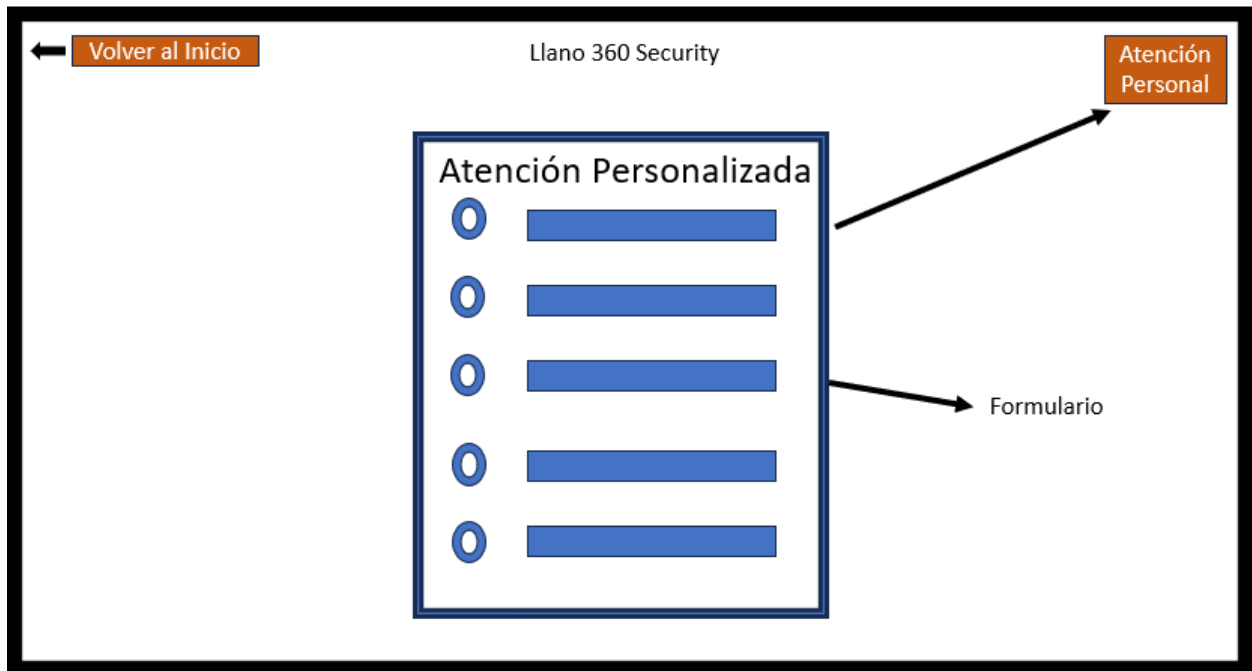 Volver al Inicio
Llano 360 Security
Atención
Personal
Atención Personalizada
Formulario